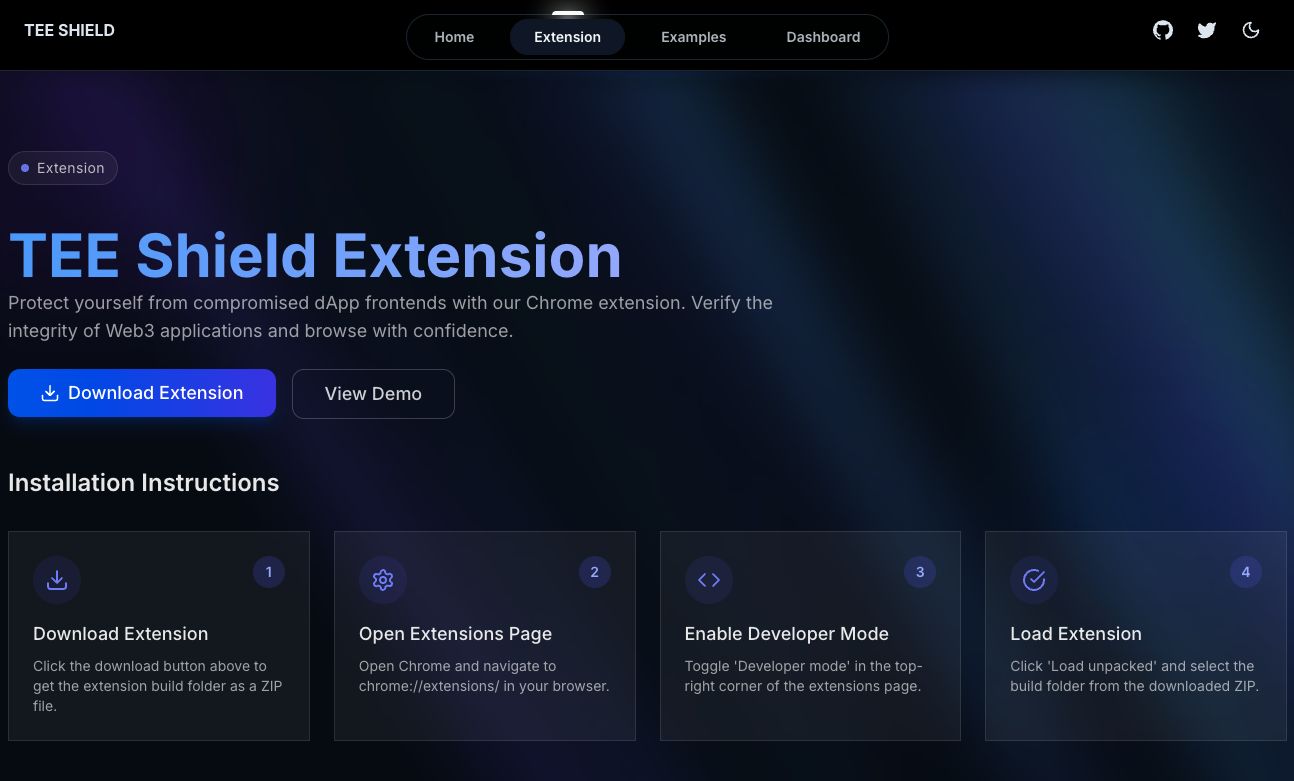 TEE SHIELD
Home
Extension
Examples
Dashboard
Extension
TEE Shield Extension
Protect yourself from compromised dApp frontends with our Chrome extension. Verify the
integrity of Web3 applications and browse with confidence.
Download Extension
View Demo
Installation Instructions
1
Download Extension
Click the download button above to
get the extension build folder as a ZIP
file.
2
Open Extensions Page
Open Chrome and navigate to
chrome://extensions/ in your browser.
3
Enable Developer Mode
Toggle 'Developer mode' in the top-
right corner of the extensions page.
4
Load Extension
Click 'Load unpacked' and select the
build folder from the downloaded ZIP.